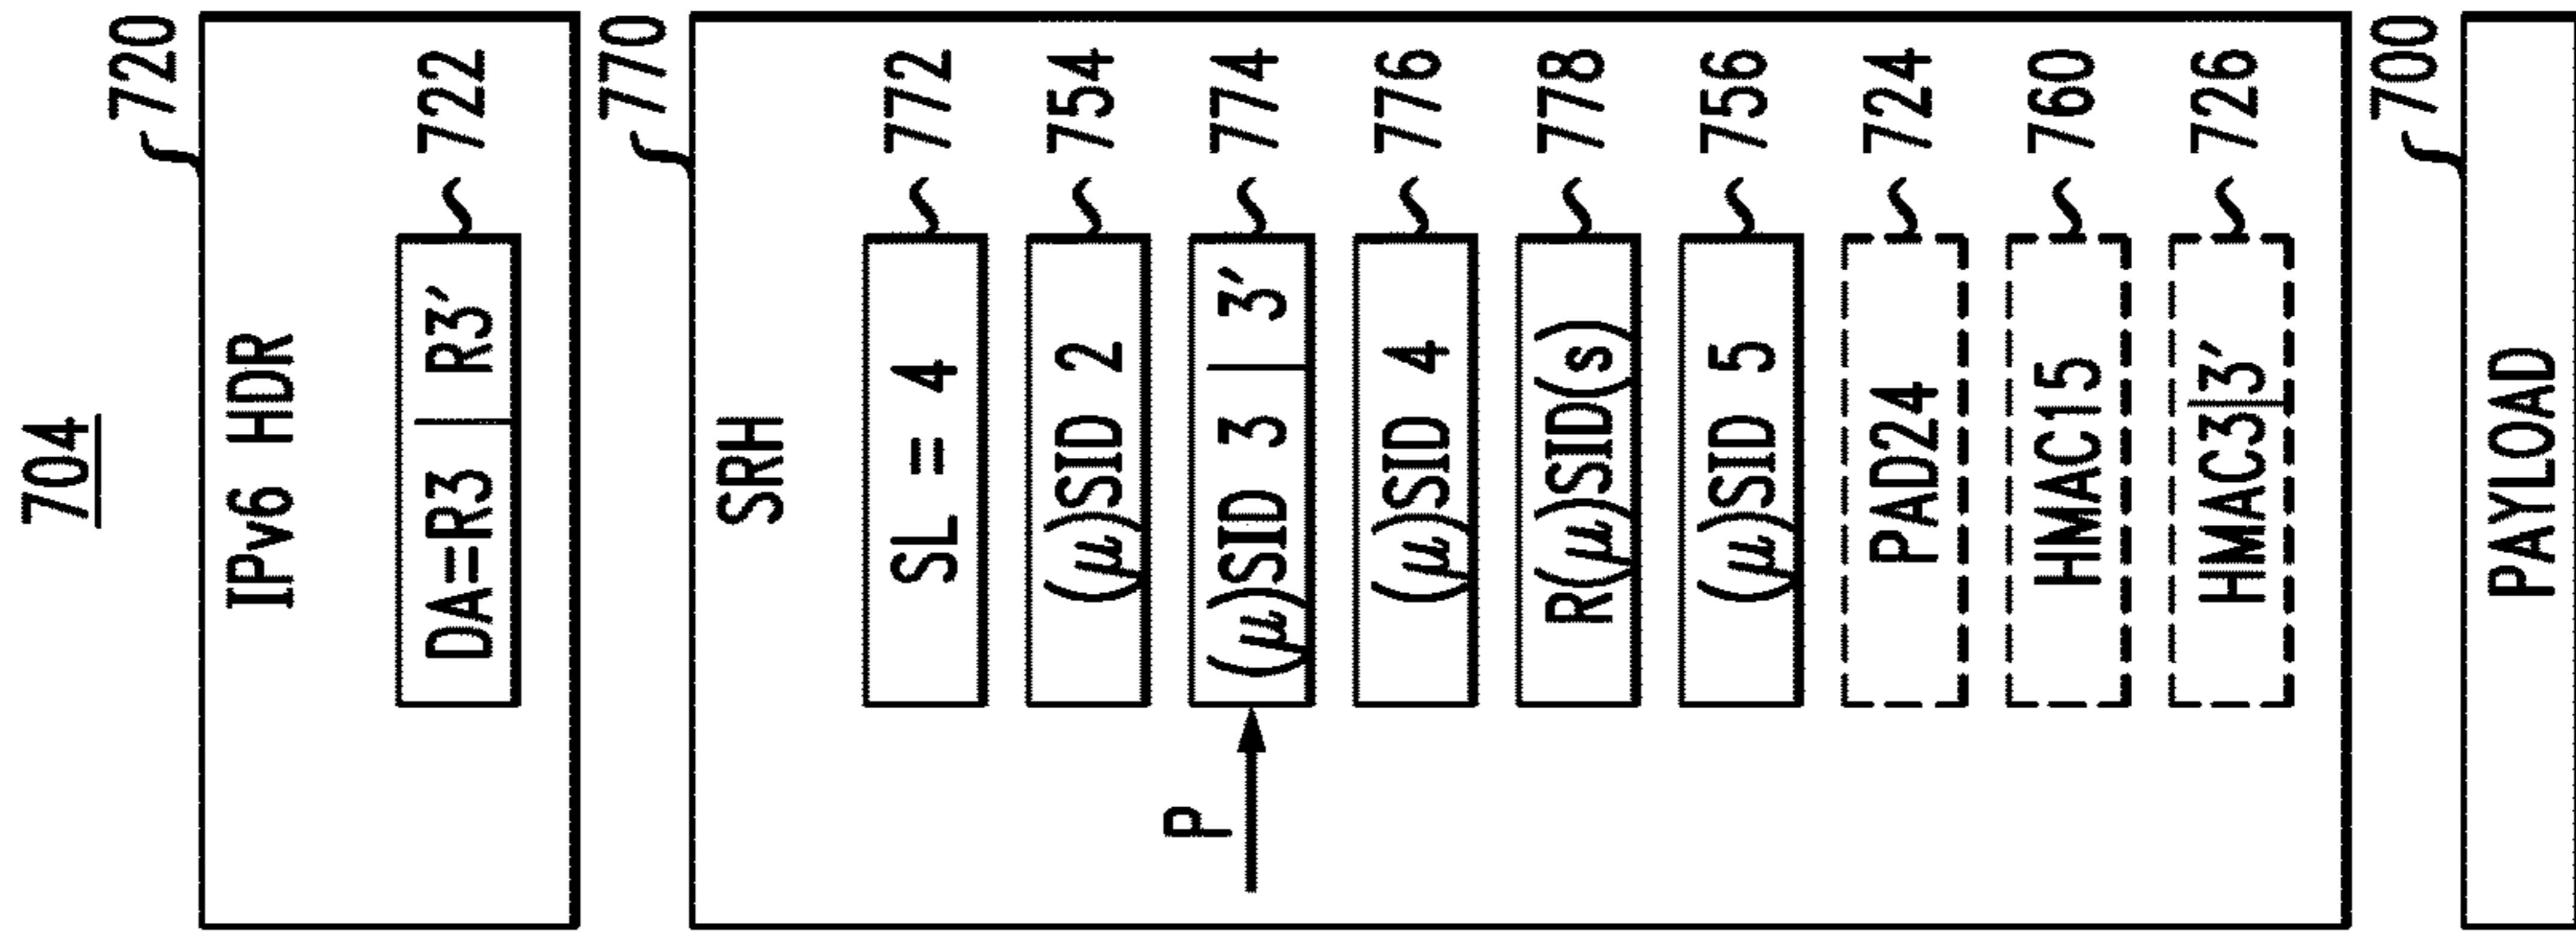 704
720
IPv6 HDR
DA=R3 | R3′ 722
770
SRH
SL = 4 772
(μ)SID 2 754
P (μ)SID 3 | 3′ 774
(μ)SID 4 776
R(μ)SID(s) 778
(μ)SID 5 756
PAD24 724
HMAC15 760
HMAC3|3′ 726
700
PAYLOAD